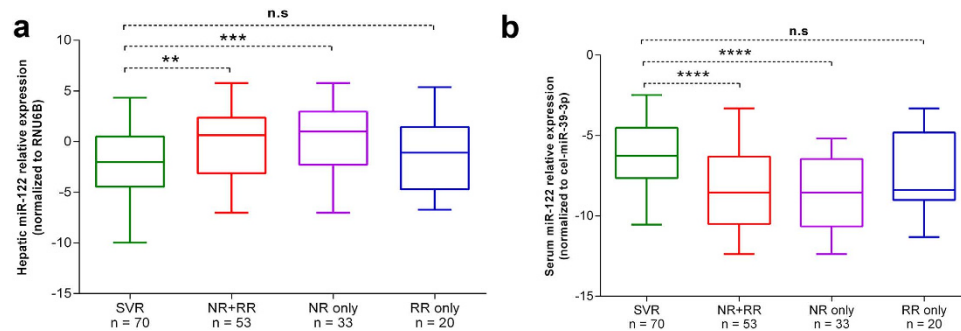 a
n.s
***
**
Hepatic miR-122 relative expression
(normalized to RNU6B)
10
5
0
-5
-10
-15
SVR
n = 70
NR+RR
n = 53
NR only
n = 33
RR only
n = 20
b
n.s
****
****
Serum miR-122 relative expression
(normalized to cel-miR-39-3p)
0
-5
-10
-15
SVR
n = 70
NR+RR
n = 53
NR only
n = 33
RR only
n = 20